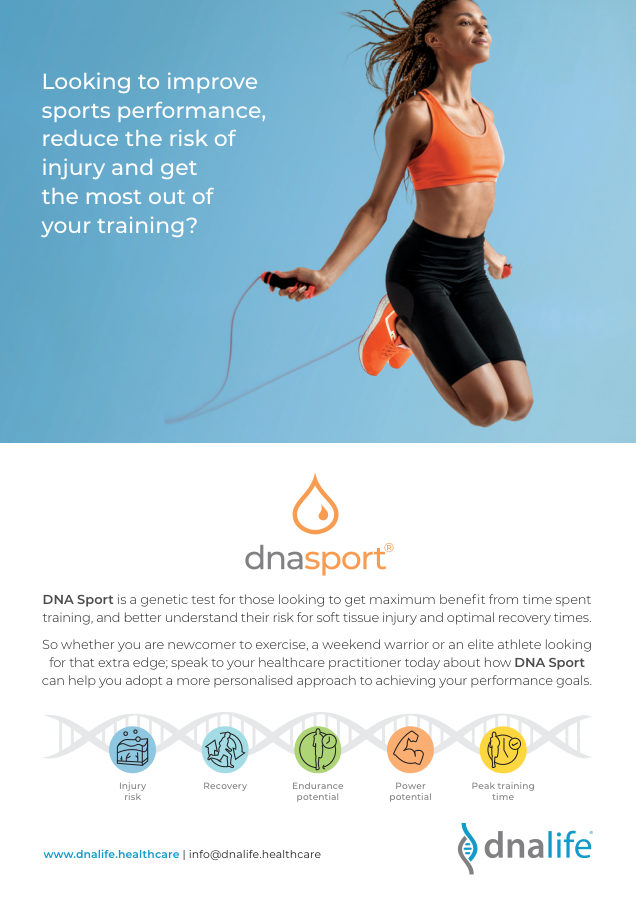 Looking to improve
sports performance,
reduce the risk of
injury and get
the most out of
your training?
dnasport®
DNA Sport is a genetic test for those looking to get maximum benefit from time spent
training, and better understand their risk for soft tissue injury and optimal recovery times.
So whether you are newcomer to exercise, a weekend warrior or an elite athlete looking
for that extra edge; speak to your healthcare practitioner today about how DNA Sport
can help you adopt a more personalised approach to achieving your performance goals.
Injury
risk
Recovery
Endurance
potential
Power
potential
Peak training
time
www.dnalife.healthcare | info@dnalife.healthcare
dnalife®